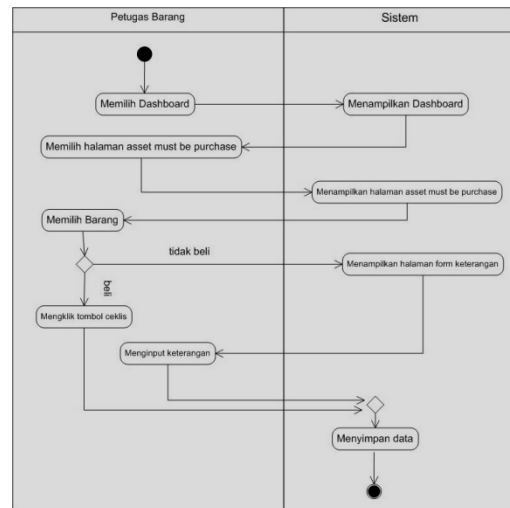 Petugas Barang
Sistem
Memilih Dashboard
Menampilkan Dashboard
Memilih halaman asset must be purchase
Menampilkan halaman asset must be purchase
Memilih Barang
tidak beli
Menampilkan halaman form keterangan
beli
Mengklik tombol ceklis
Menginput keterangan
Menyimpan data